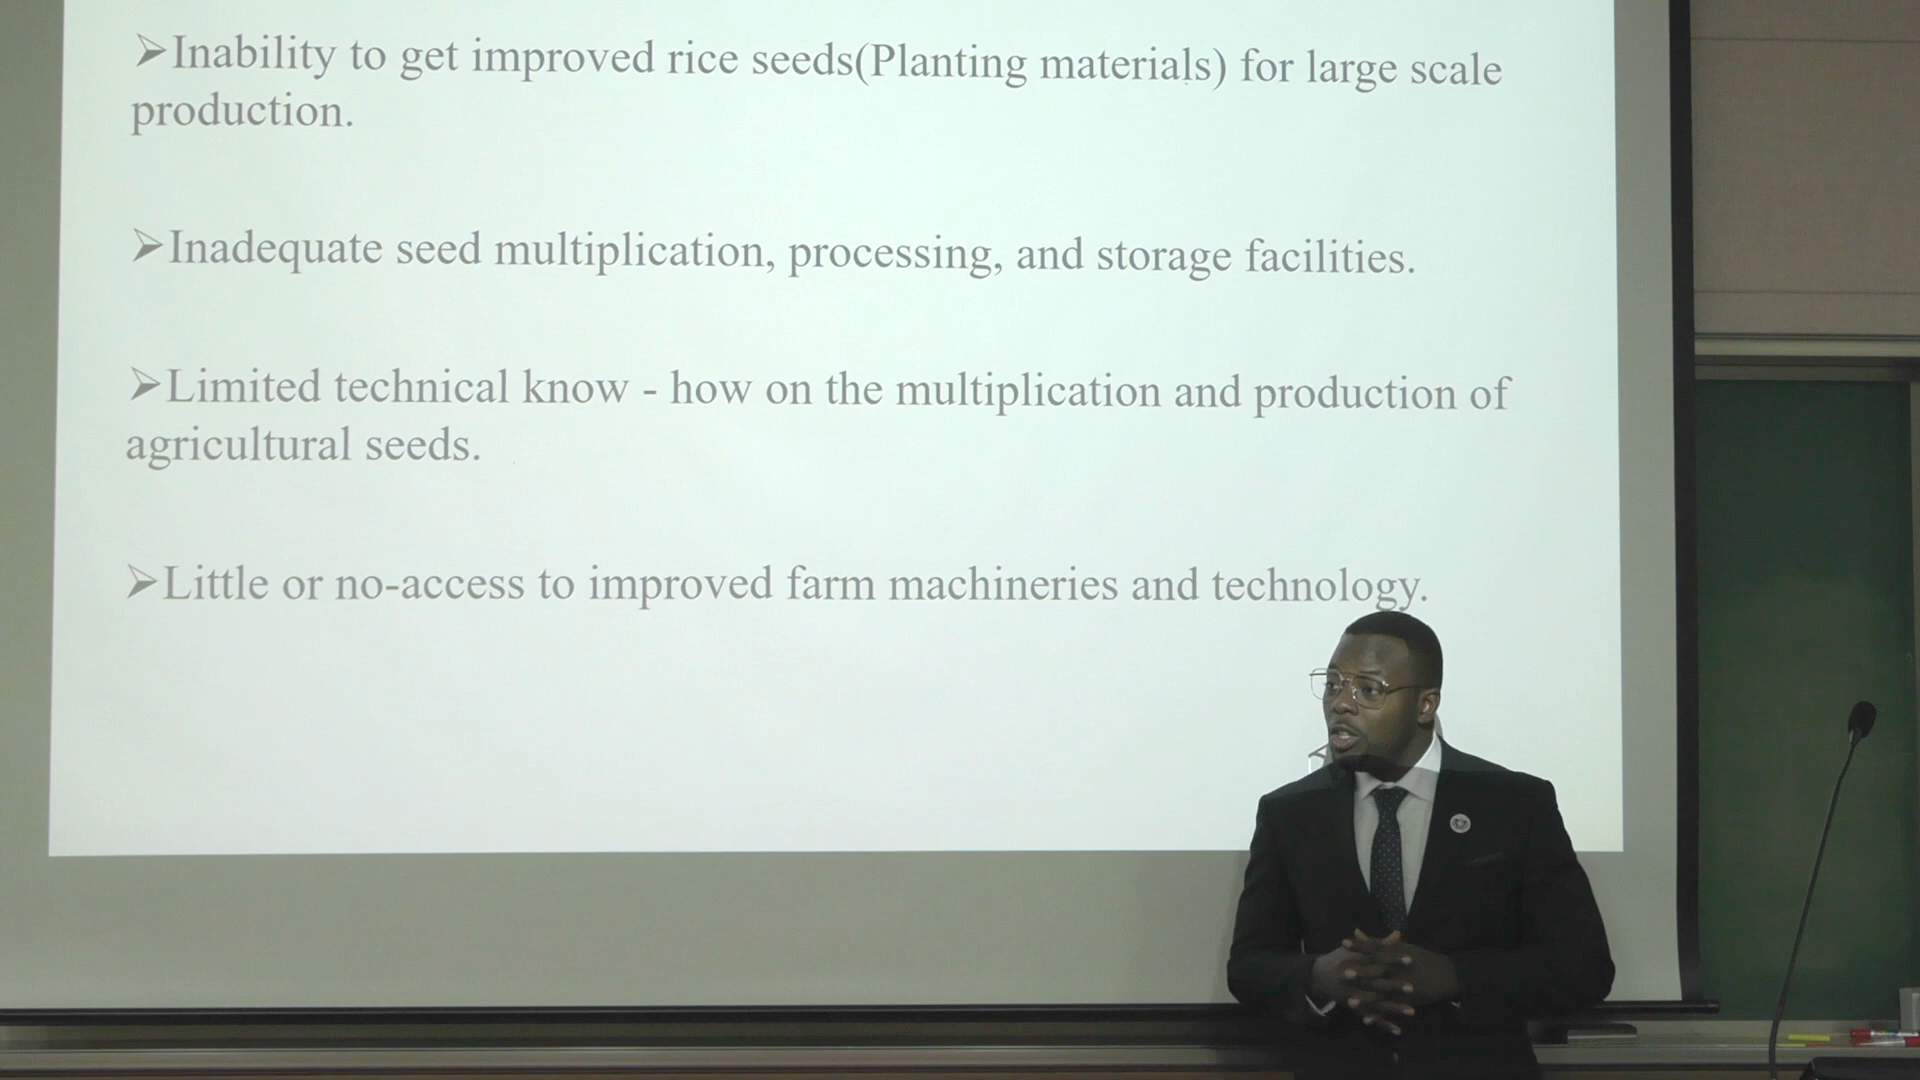 ➢Inability to get improved rice seeds(Planting materials) for large scale
production.
➢Inadequate seed multiplication, processing, and storage facilities.
➢Limited technical know - how on the multiplication and production of
agricultural seeds.
➢Little or no-access to improved farm machineries and technology.